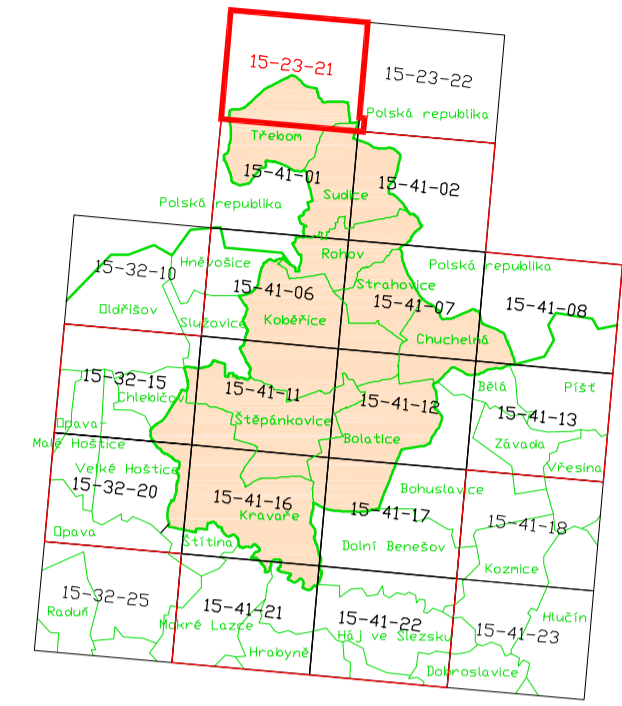 15-23-21
15-23-22
Polská republika
Třebom
15-41-01
Sudice
15-41-02
Polská republika
Hněvošice
Rohov
Polská republika
15-32-10
15-41-06
Strahovice
15-41-07
15-41-08
Oldřišov
Služovice
Kobeřice
Chuchelná
15-32-15
Chlebičov
15-41-11
15-41-12
Bělá
Píšť
15-41-13
Opava-
Malé Hoštice
Štěpánkovice
Bolatice
Závada
Velké Hoštice
Vřesina
15-32-20
15-41-16
Kravaře
15-41-17
Bohuslavice
15-41-18
Opava
Štítina
Dolní Benešov
Kozmice
15-32-25
Raduň
15-41-21
Mokré Lazce
15-41-22
Háj ve Slezsku
15-41-23
Hlučín
Hrabyně
Dobroslavice